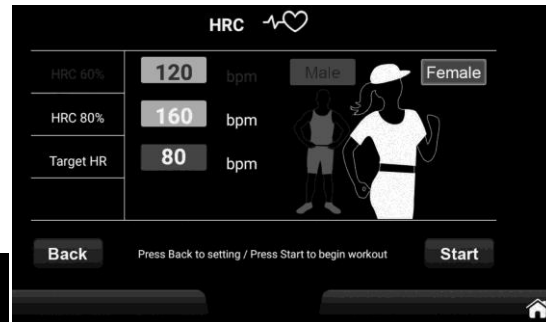 HRC
HRC 60% 120 bpm Male Female
HRC 80% 160 bpm
Target HR 80 bpm
Back Press Back to setting / Press Start to begin workout Start